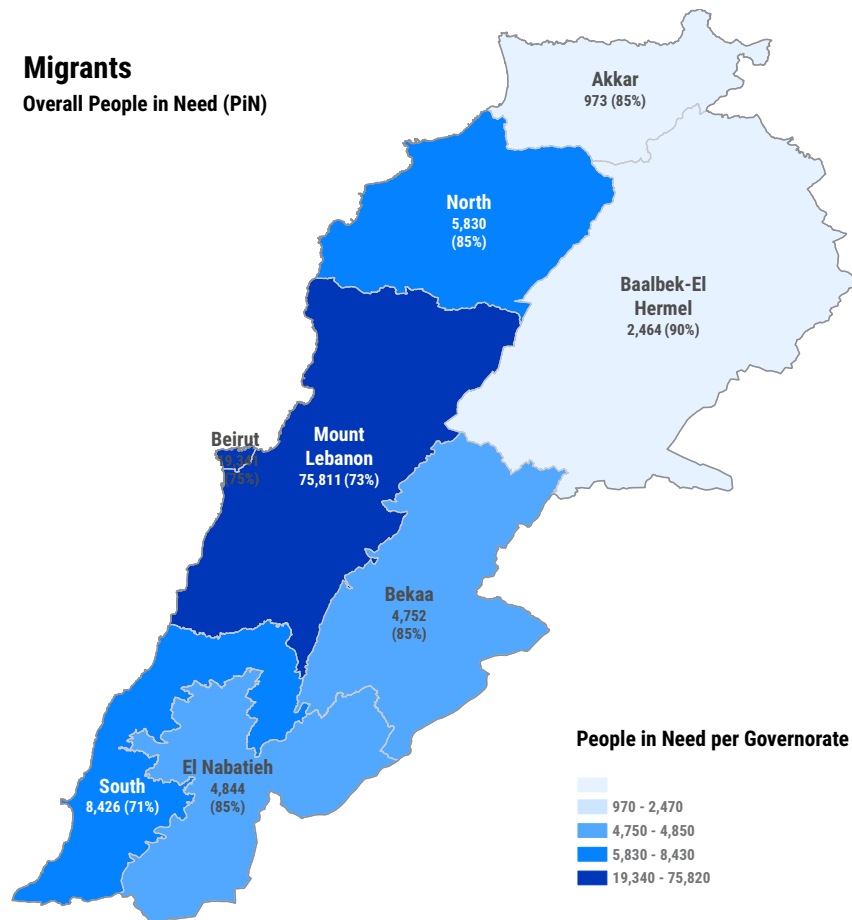 Migrants
Overall People in Need (PiN)
Akkar
973 (85%)
North
5,830
(85%)
Baalbek-El
Hermel
2,464 (90%)
Beirut
(75%)
Mount
Lebanon
75,811 (73%)
Bekaa
4,752
(85%)
El Nabatieh
4,844
(85%)
South
8,426 (71%)
People in Need per Governorate
970 - 2,470
4,750 - 4,850
5,830 - 8,430
19,340 - 75,820